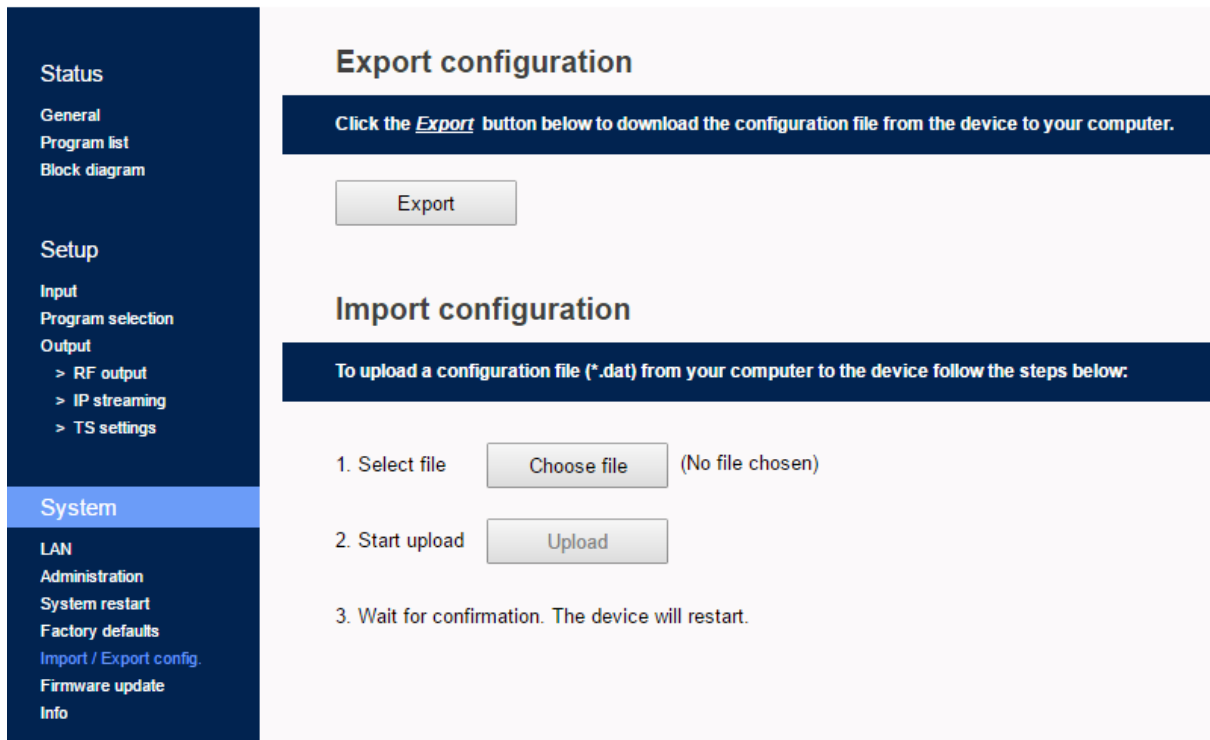 Status
General
Program list
Block diagram
Setup
Input
Program selection
Output
> RF output
> IP streaming
> TS settings
System
LAN
Administration
System restart
Factory defaults
Import / Export config.
Firmware update
Info
Export configuration
Click the Export button below to download the configuration file from the device to your computer.
Export
Import configuration
To upload a configuration file (*.dat) from your computer to the device follow the steps below:
1. Select file Choose file (No file chosen)
2. Start upload Upload
3. Wait for confirmation. The device will restart.